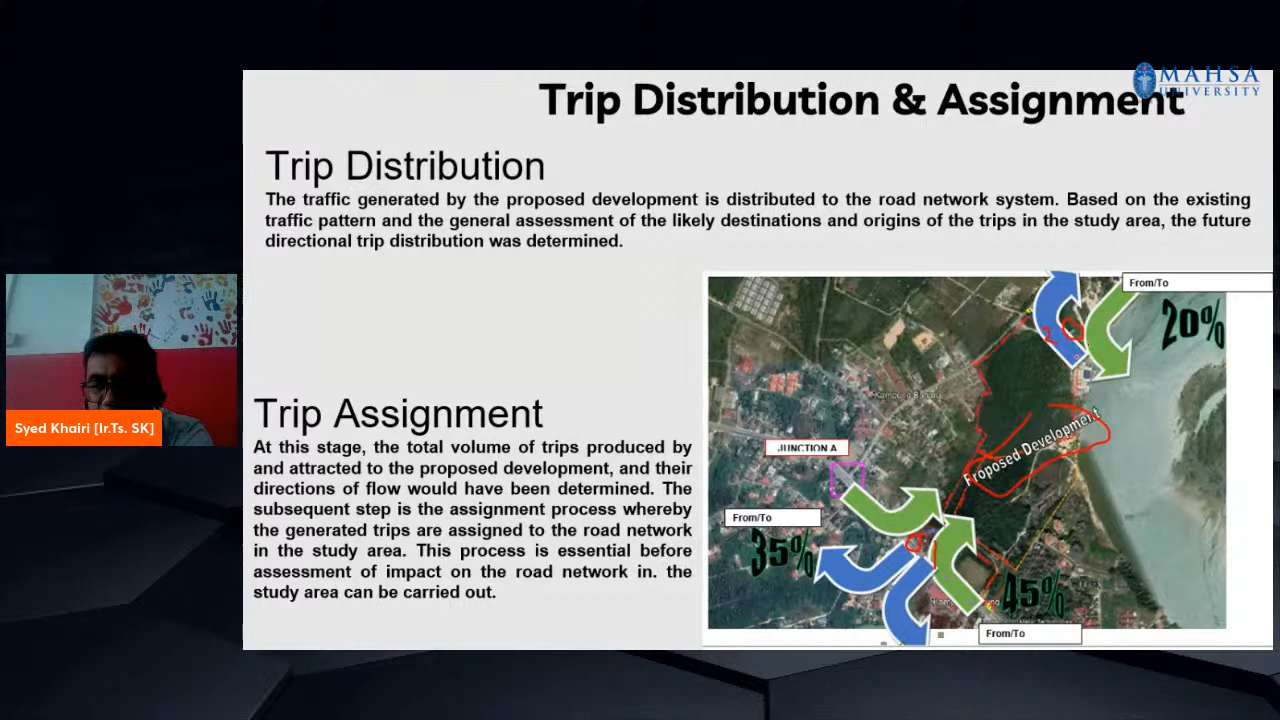 MAHSA
UNIVERSITY
Trip Distribution & Assignment
Trip Distribution
The traffic generated by the proposed development is distributed to the road network system. Based on the existing
traffic pattern and the general assessment of the likely destinations and origins of the trips in the study area, the future
directional trip distribution was determined.
From/To
20%
Trip Assignment
At this stage, the total volume of trips produced by
and attracted to the proposed development, and their
directions of flow would have been determined. The
subsequent step is the assignment process whereby
the generated trips are assigned to the road network
in the study area. This process is essential before
assessment of impact on the road network in. the
study area can be carried out.
Proposed Development
JUNCTION A
From/To
35%
45%
From/To
Syed Khairi [Ir.Ts. SK]